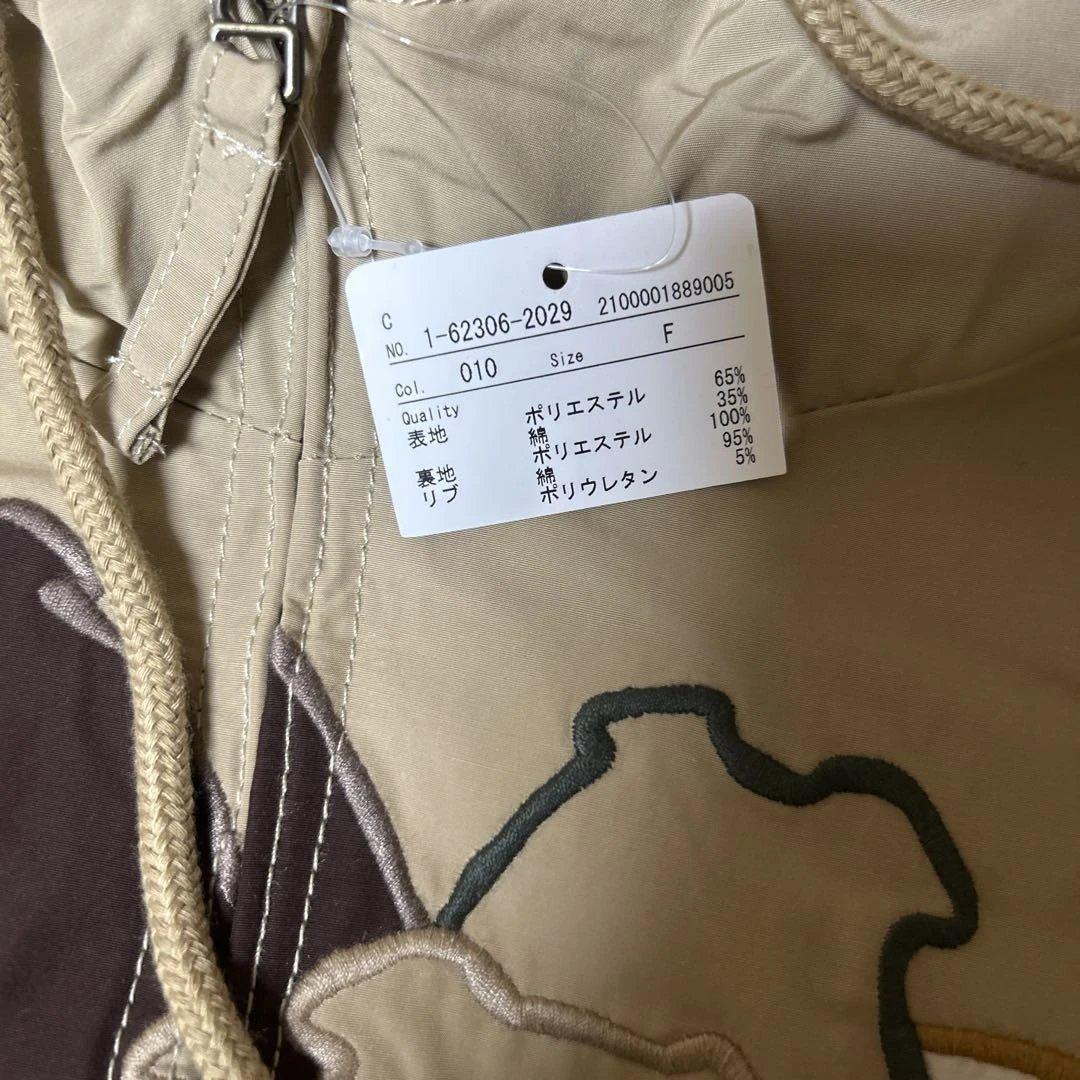 C
NO. 1-62306-2029 2100001889005
Col. 010 Size F
Quality
表地 ポリエステル 65%
綿 35%
裏地 ポリエステル 100%
リブ 綿 95%
ポリウレタン 5%